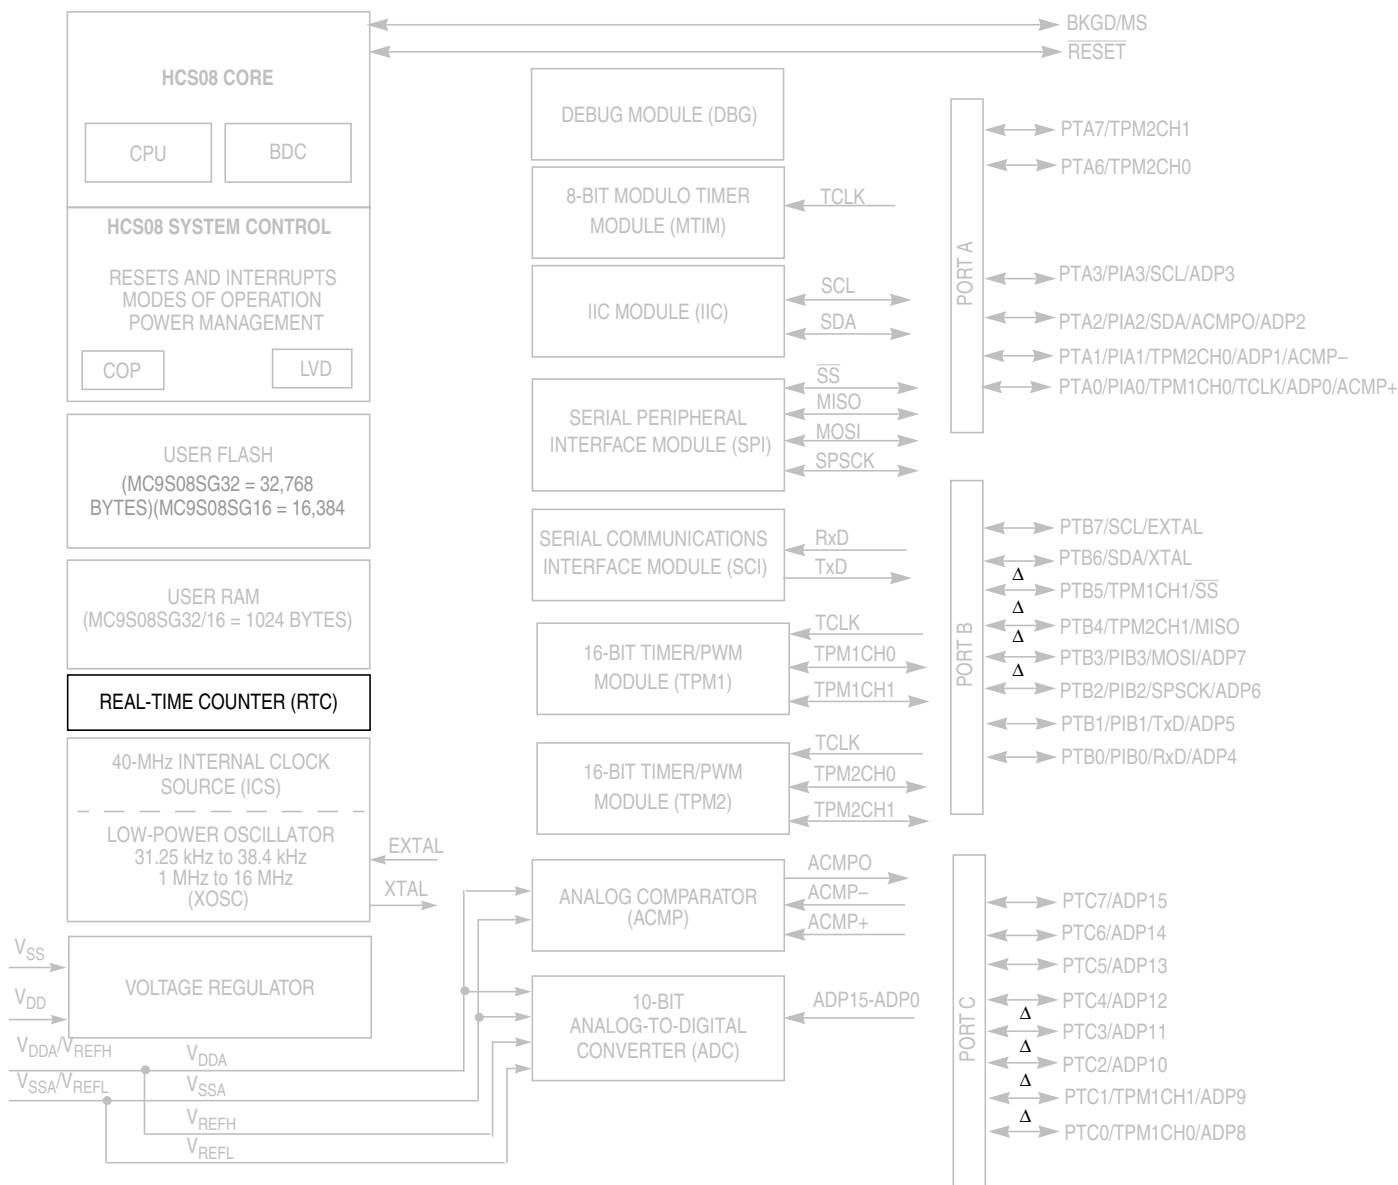 HCS08 CORE
CPU
BDC
HCS08 SYSTEM CONTROL
RESETS AND INTERRUPTS
MODES OF OPERATION
POWER MANAGEMENT
COP
LVD
USER FLASH
(MC9S08SG32 = 32,768
BYTES)(MC9S08SG16 = 16,384
USER RAM
(MC9S08SG32/16 = 1024 BYTES)
REAL-TIME COUNTER (RTC)
40-MHz INTERNAL CLOCK
SOURCE (ICS)
LOW-POWER OSCILLATOR
31.25 kHz to 38.4 kHz
1 MHz to 16 MHz
(XOSC)
EXTAL
XTAL
VSS
VDD
VOLTAGE REGULATOR
VDDA/VREFH
VSSA/VREFL
VDDA
VSSA
VREFH
VREFL
DEBUG MODULE (DBG)
8-BIT MODULO TIMER
MODULE (MTIM)
TCLK
IIC MODULE (IIC)
SCL
SDA
SERIAL PERIPHERAL
INTERFACE MODULE (SPI)
SS
MISO
MOSI
SPSCK
SERIAL COMMUNICATIONS
INTERFACE MODULE (SCI)
RxD
TxD
16-BIT TIMER/PWM
MODULE (TPM1)
TCLK
TPM1CH0
TPM1CH1
16-BIT TIMER/PWM
MODULE (TPM2)
TCLK
TPM2CH0
TPM2CH1
ANALOG COMPARATOR
(ACMP)
ACMPO
ACMP–
ACMP+
10-BIT
ANALOG-TO-DIGITAL
CONVERTER (ADC)
ADP15-ADP0
BKGD/MS
RESET
PORT A
PTA7/TPM2CH1
PTA6/TPM2CH0
PTA3/PIA3/SCL/ADP3
PTA2/PIA2/SDA/ACMPO/ADP2
PTA1/PIA1/TPM2CH0/ADP1/ACMP–
PTA0/PIA0/TPM1CH0/TCLK/ADP0/ACMP+
PORT B
PTB7/SCL/EXTAL
PTB6/SDA/XTAL
Δ
PTB5/TPM1CH1/SS
Δ
PTB4/TPM2CH1/MISO
Δ
PTB3/PIB3/MOSI/ADP7
Δ
PTB2/PIB2/SPSCK/ADP6
PTB1/PIB1/TxD/ADP5
PTB0/PIB0/RxD/ADP4
PORT C
PTC7/ADP15
PTC6/ADP14
PTC5/ADP13
PTC4/ADP12
Δ
PTC3/ADP11
Δ
PTC2/ADP10
Δ
PTC1/TPM1CH1/ADP9
Δ
PTC0/TPM1CH0/ADP8